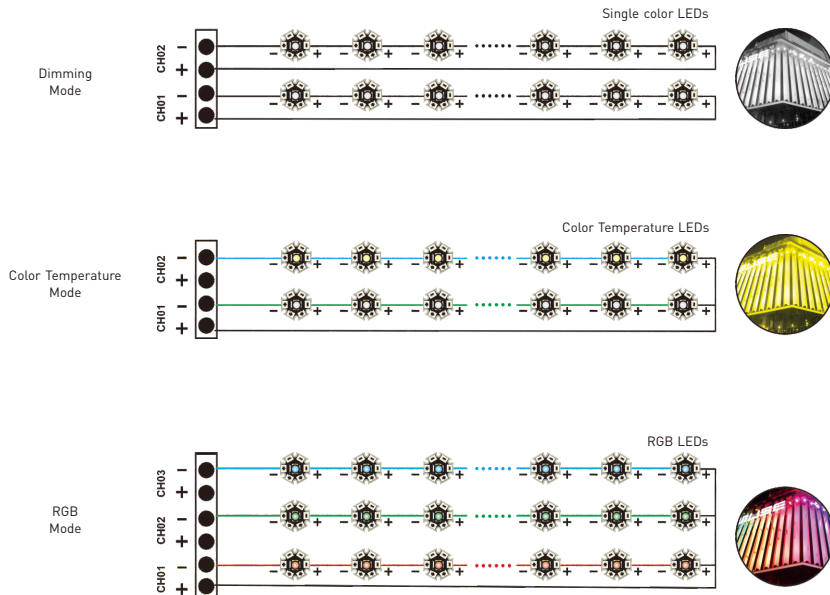 Single color LEDs
Dimming
Mode
CH02
−
+
CH01
−
+
− + − + − + − + − + − +
− + − + − + − + − + − +
Color Temperature LEDs
Color Temperature
Mode
CH02
−
+
CH01
−
+
− + − + − + − + − + − +
− + − + − + − + − + − +
RGB LEDs
RGB
Mode
CH03
−
+
CH02
−
+
CH01
−
+
− + − + − + − + − + − +
− + − + − + − + − + − +
− + − + − + − + − + − +